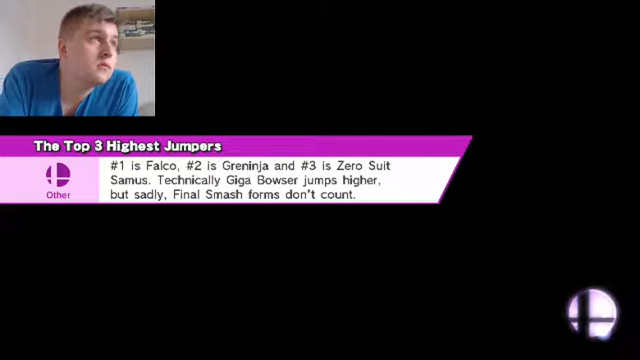 The Top 3 Highest Jumpers
#1 is Falco, #2 is Greninja and #3 is Zero Suit
Samus. Technically Giga Bowser jumps higher,
but sadly, Final Smash forms don't count.
Other